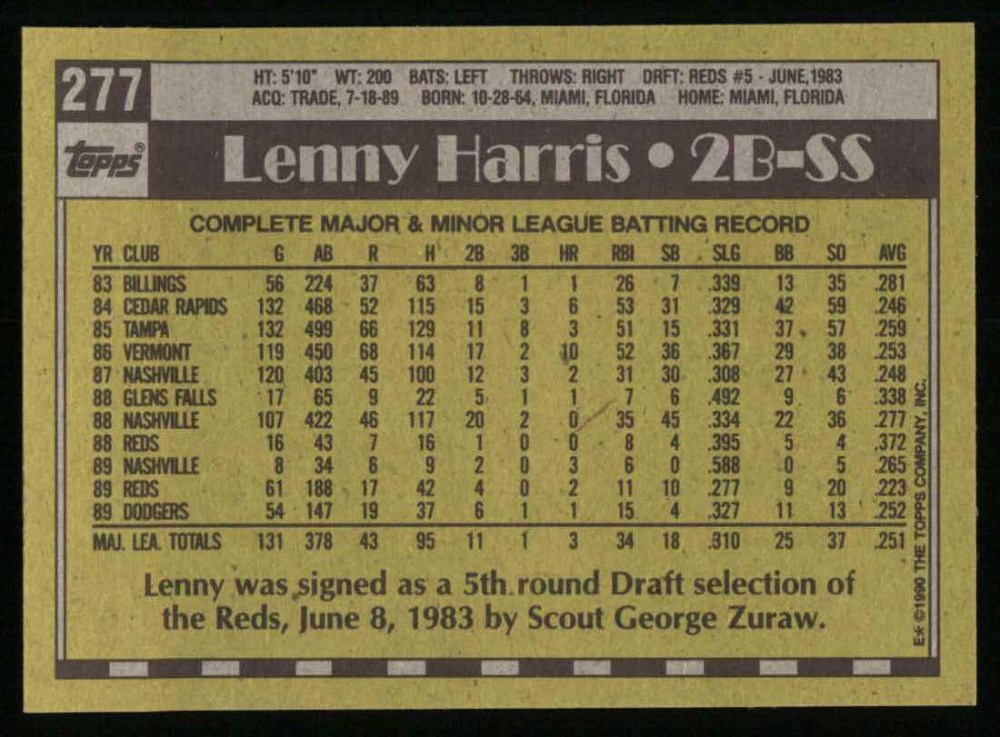 277
HT: 5'10" WT: 200 BATS: LEFT THROWS: RIGHT DRFT: REDS #5 - JUNE,1983
ACQ: TRADE, 7-18-89 BORN: 10-28-64, MIAMI, FLORIDA HOME: MIAMI, FLORIDA
Topps®
Lenny Harris • 2B-SS
COMPLETE MAJOR & MINOR LEAGUE BATTING RECORD
YR CLUB G AB R H 2B 3B HR RBI SB SLG BB SO AVG
83 BILLINGS 56 224 37 63 8 1 1 26 7 .339 13 35 .281
84 CEDAR RAPIDS 132 468 52 115 15 3 6 53 31 .329 42 59 .246
85 TAMPA 132 499 66 129 11 8 3 51 15 .331 37 57 .259
86 VERMONT 119 450 68 114 17 2 10 52 36 .367 29 38 .253
87 NASHVILLE 120 403 45 100 12 3 2 31 30 .308 27 43 .248
88 GLENS FALLS 17 65 9 22 5 1 1 7 6 .492 9 6 .338
88 NASHVILLE 107 422 46 117 20 2 0 35 45 .334 22 36 .277
88 REDS 16 43 7 16 1 0 0 8 4 .395 5 4 .372
89 NASHVILLE 8 34 6 9 2 0 3 6 0 .588 0 5 .265
89 REDS 61 188 17 42 4 0 2 11 10 .277 9 20 .223
89 DODGERS 54 147 19 37 6 1 1 15 4 .327 11 13 .252
MAJ. LEA. TOTALS 131 378 43 95 11 1 3 34 18 .310 25 37 .251
Lenny was signed as a 5th round Draft selection of
the Reds, June 8, 1983 by Scout George Zuraw.
E* ©1990 THE TOPPS COMPANY, INC.